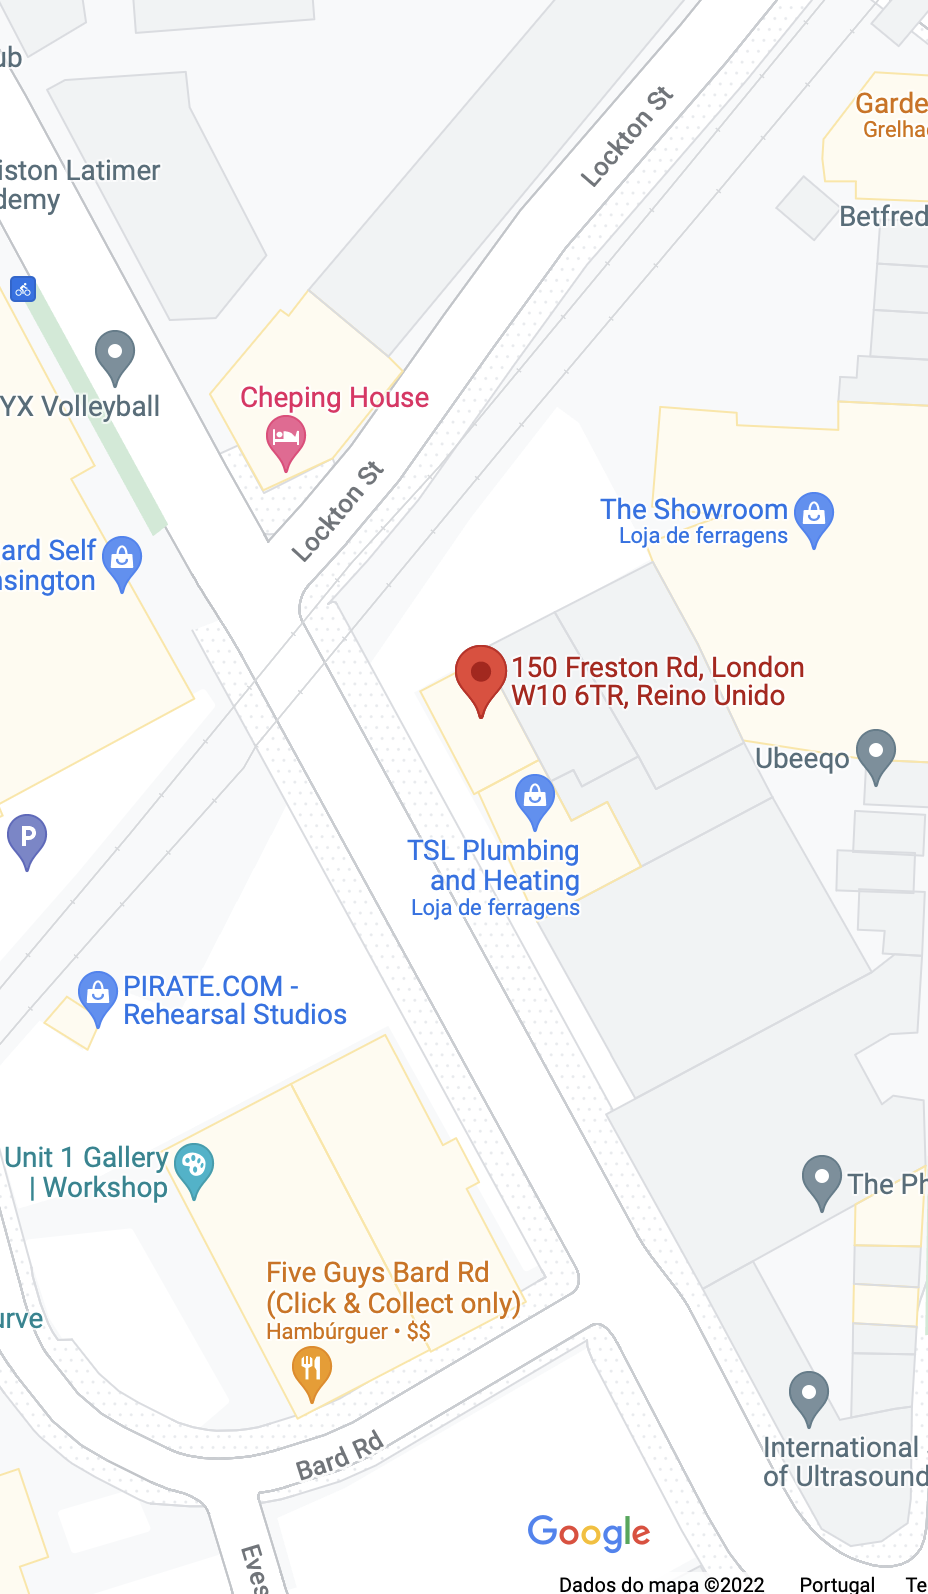 ub
Lockton St
Garde
Grelha
iston Latimer
demy
Betfred
YX Volleyball
Cheping House
Lockton St
The Showroom
Loja de ferragens
ard Self
nsington
150 Freston Rd, London
W10 6TR, Reino Unido
Ubeeqo
P
TSL Plumbing
and Heating
Loja de ferragens
PIRATE.COM -
Rehearsal Studios
Unit 1 Gallery
| Workshop
The Ph
Five Guys Bard Rd
(Click & Collect only)
Hambúrguer • $$
urve
Bard Rd
International
of Ultrasound
Google
Eves
Dados do mapa ©2022 Portugal Te